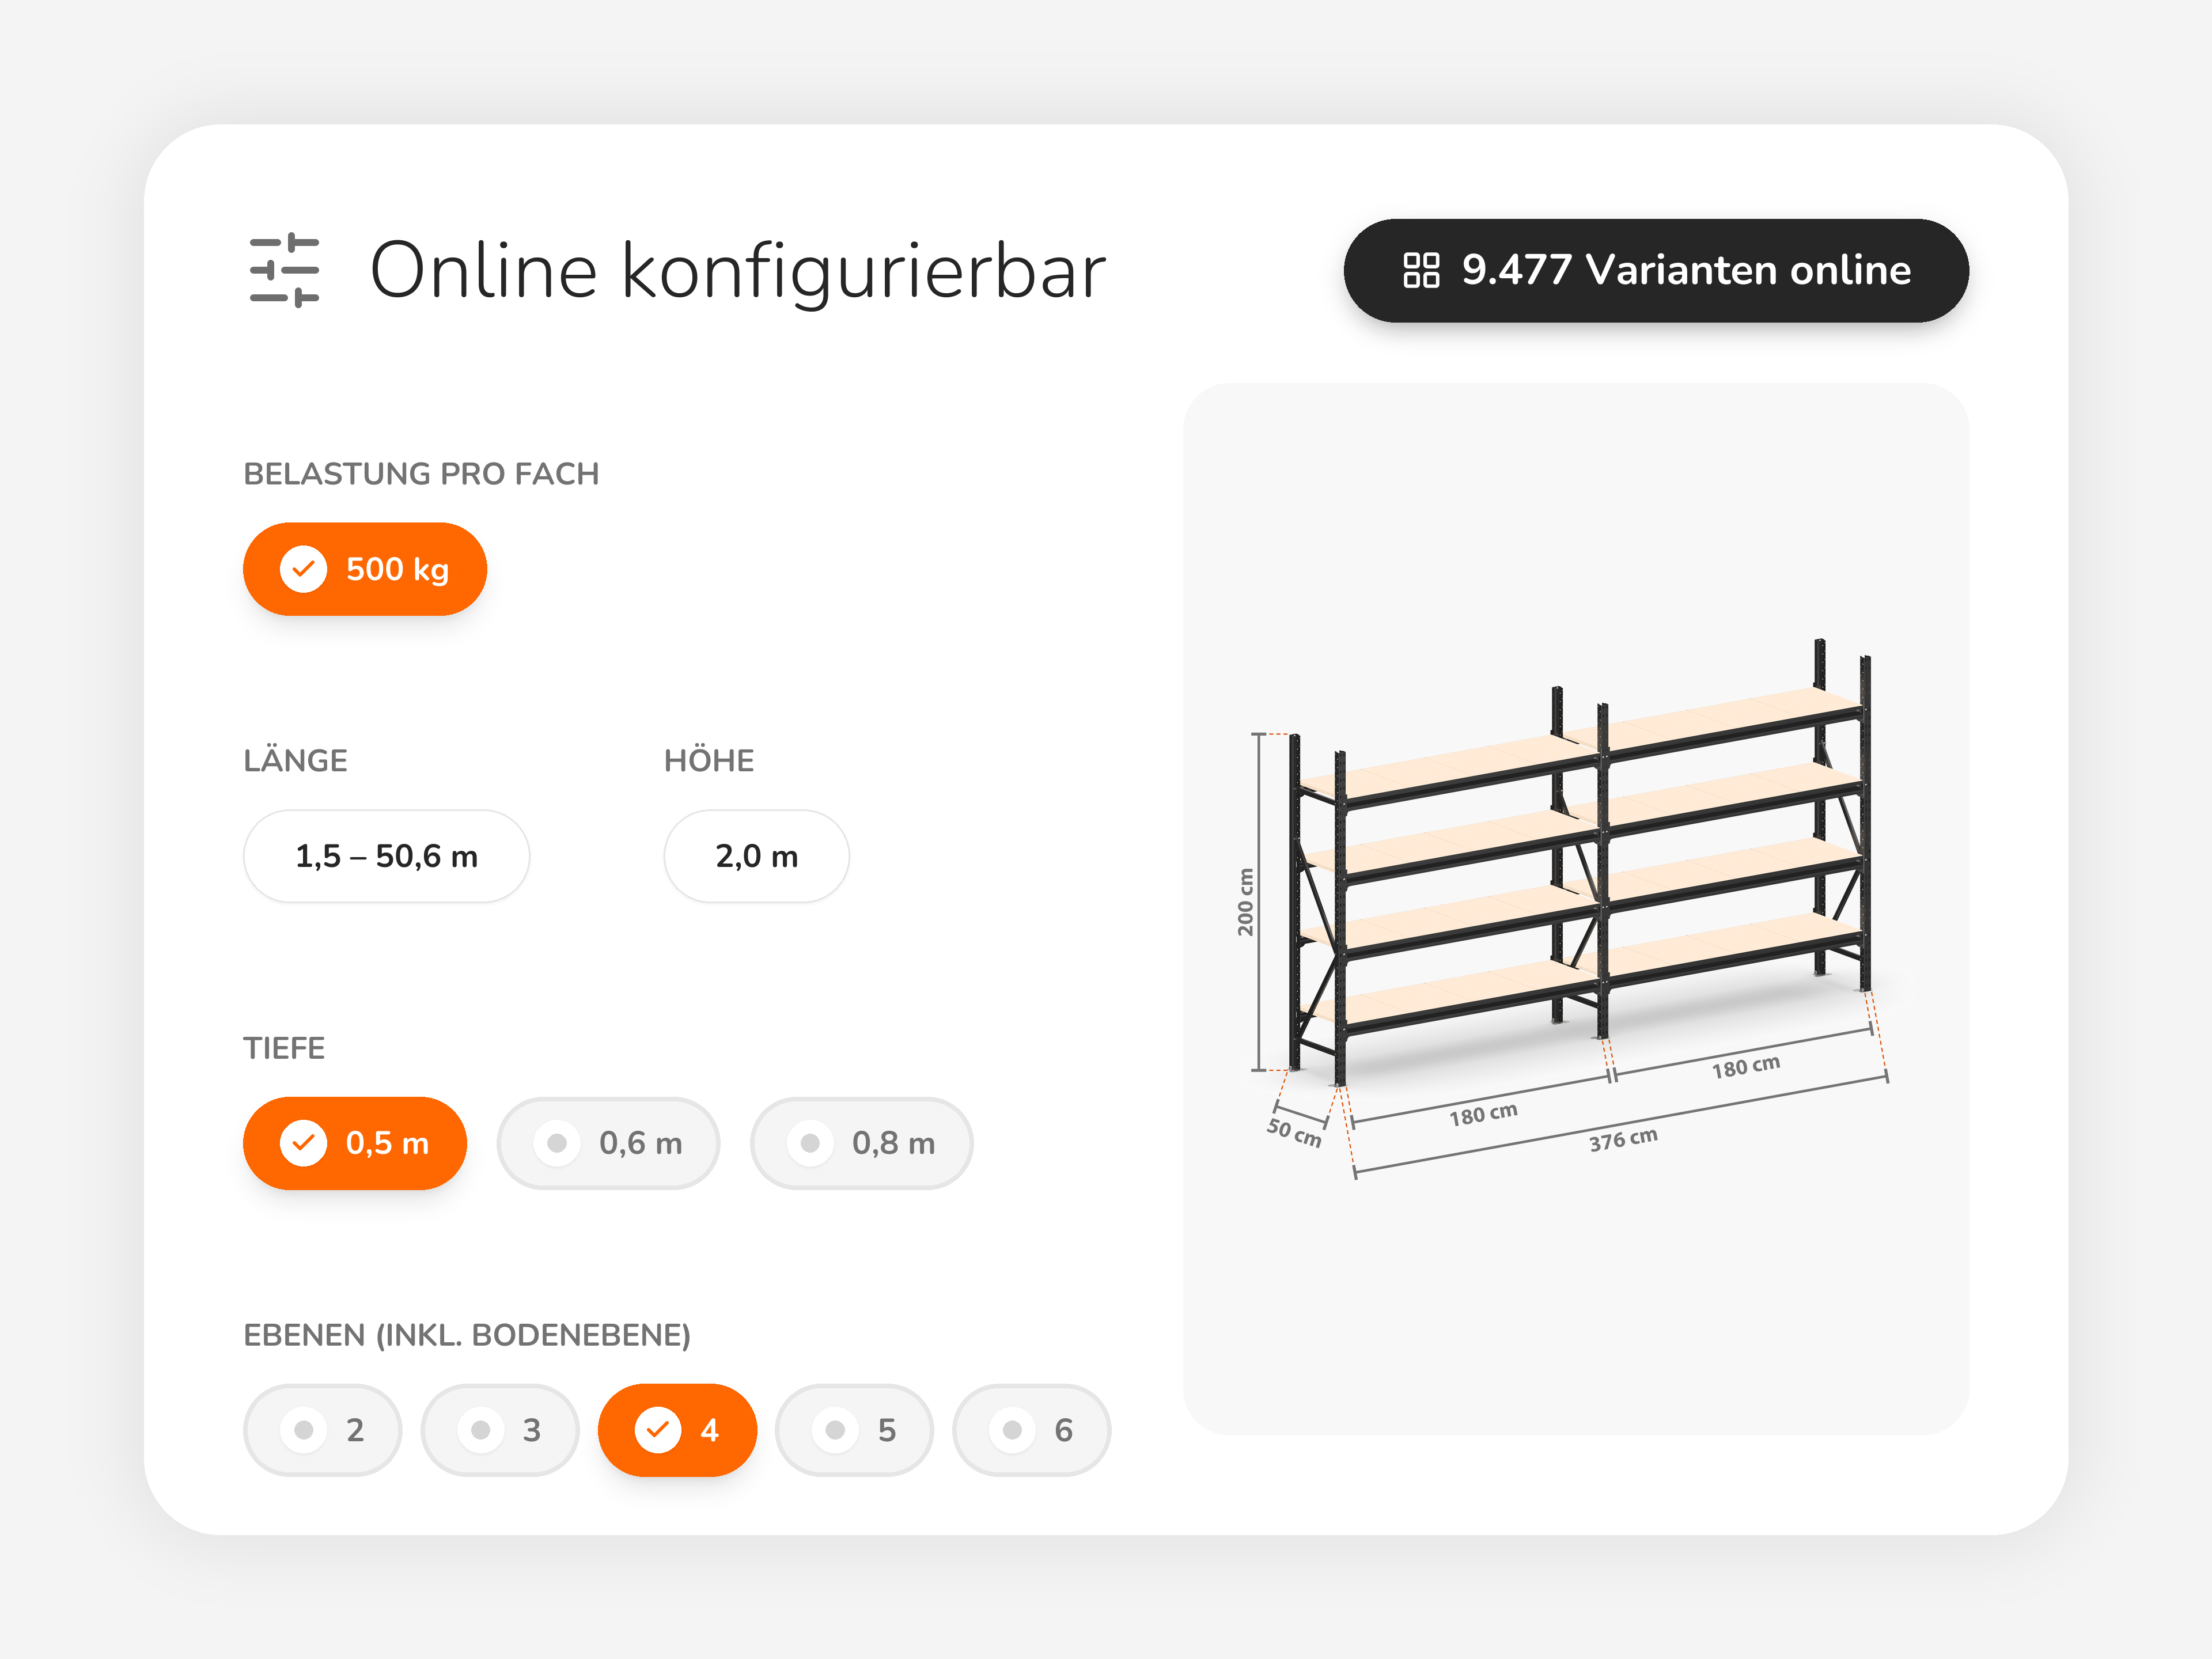 Online konfigurierbar
9.477 Varianten online
BELASTUNG PRO FACH
500 kg
LÄNGE
HÖHE
1,5 – 50,6 m
2,0 m
TIEFE
0,5 m
0,6 m
0,8 m
EBENEN (INKL. BODENEBENE)
2
3
4
5
6
200 cm
50 cm
180 cm
180 cm
376 cm